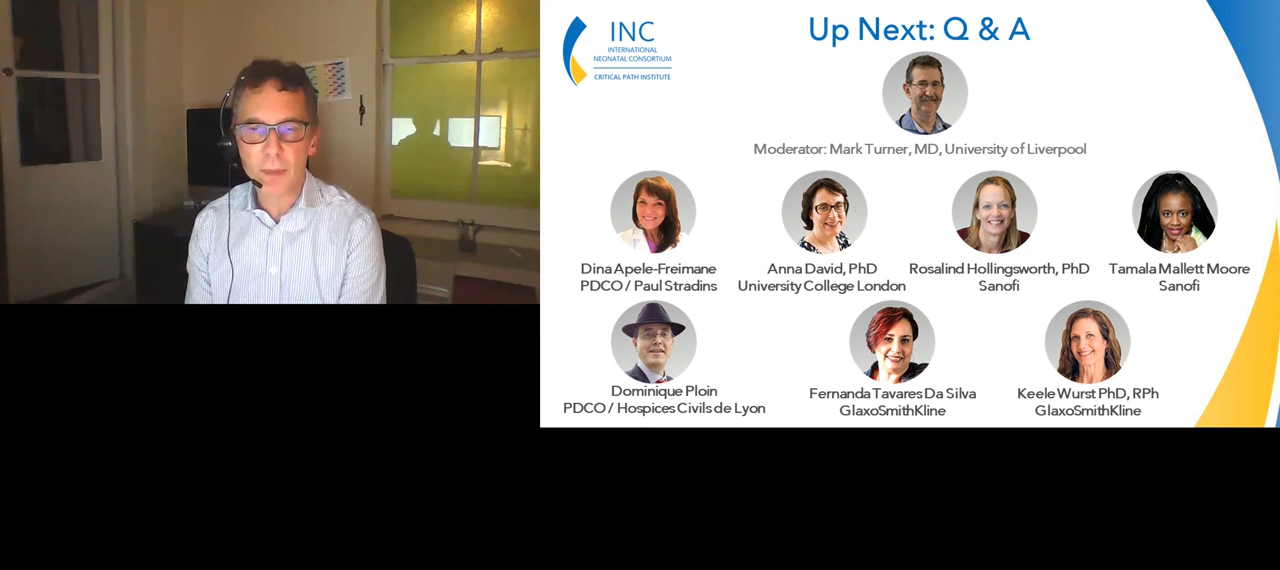 INC
INTERNATIONAL
NEONATAL CONSORTIUM
CRITICAL PATH INSTITUTE
Up Next: Q & A
Moderator: Mark Turner, MD, University of Liverpool
Dina Apele-Freimane
PDCO / Paul Stradins
Anna David, PhD
University College London
Rosalind Hollingsworth, PhD
Sanofi
Tamala Mallett Moore
Sanofi
Dominique Ploin
PDCO / Hospices Civils de Lyon
Fernanda Tavares Da Silva
GlaxoSmithKline
Keele Wurst PhD, RPh
GlaxoSmithKline